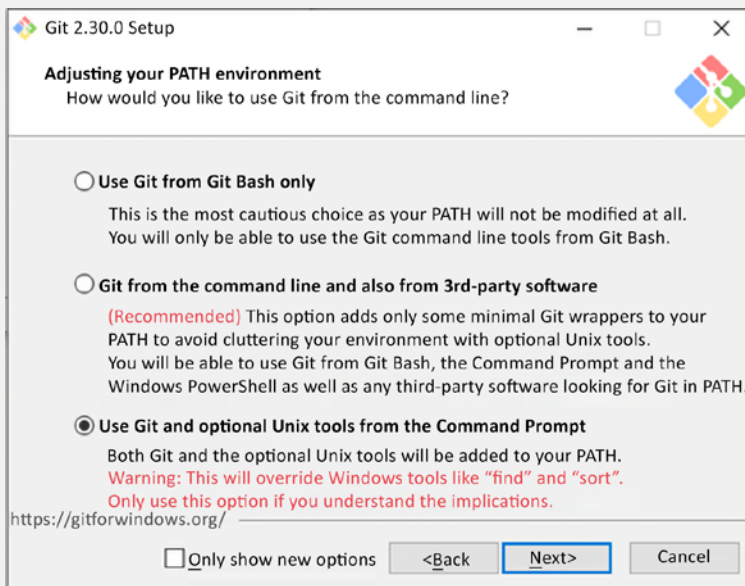 Git 2.30.0 Setup
Adjusting your PATH environment
How would you like to use Git from the command line?
Use Git from Git Bash only
This is the most cautious choice as your PATH will not be modified at all.
You will only be able to use the Git command line tools from Git Bash.
Git from the command line and also from 3rd-party software
(Recommended) This option adds only some minimal Git wrappers to your
PATH to avoid cluttering your environment with optional Unix tools.
You will be able to use Git from Git Bash, the Command Prompt and the
Windows PowerShell as well as any third-party software looking for Git in PATH.
Use Git and optional Unix tools from the Command Prompt
Both Git and the optional Unix tools will be added to your PATH.
Warning: This will override Windows tools like “find” and “sort”.
Only use this option if you understand the implications.
https://gitforwindows.org/
Only show new options <Back Next> Cancel